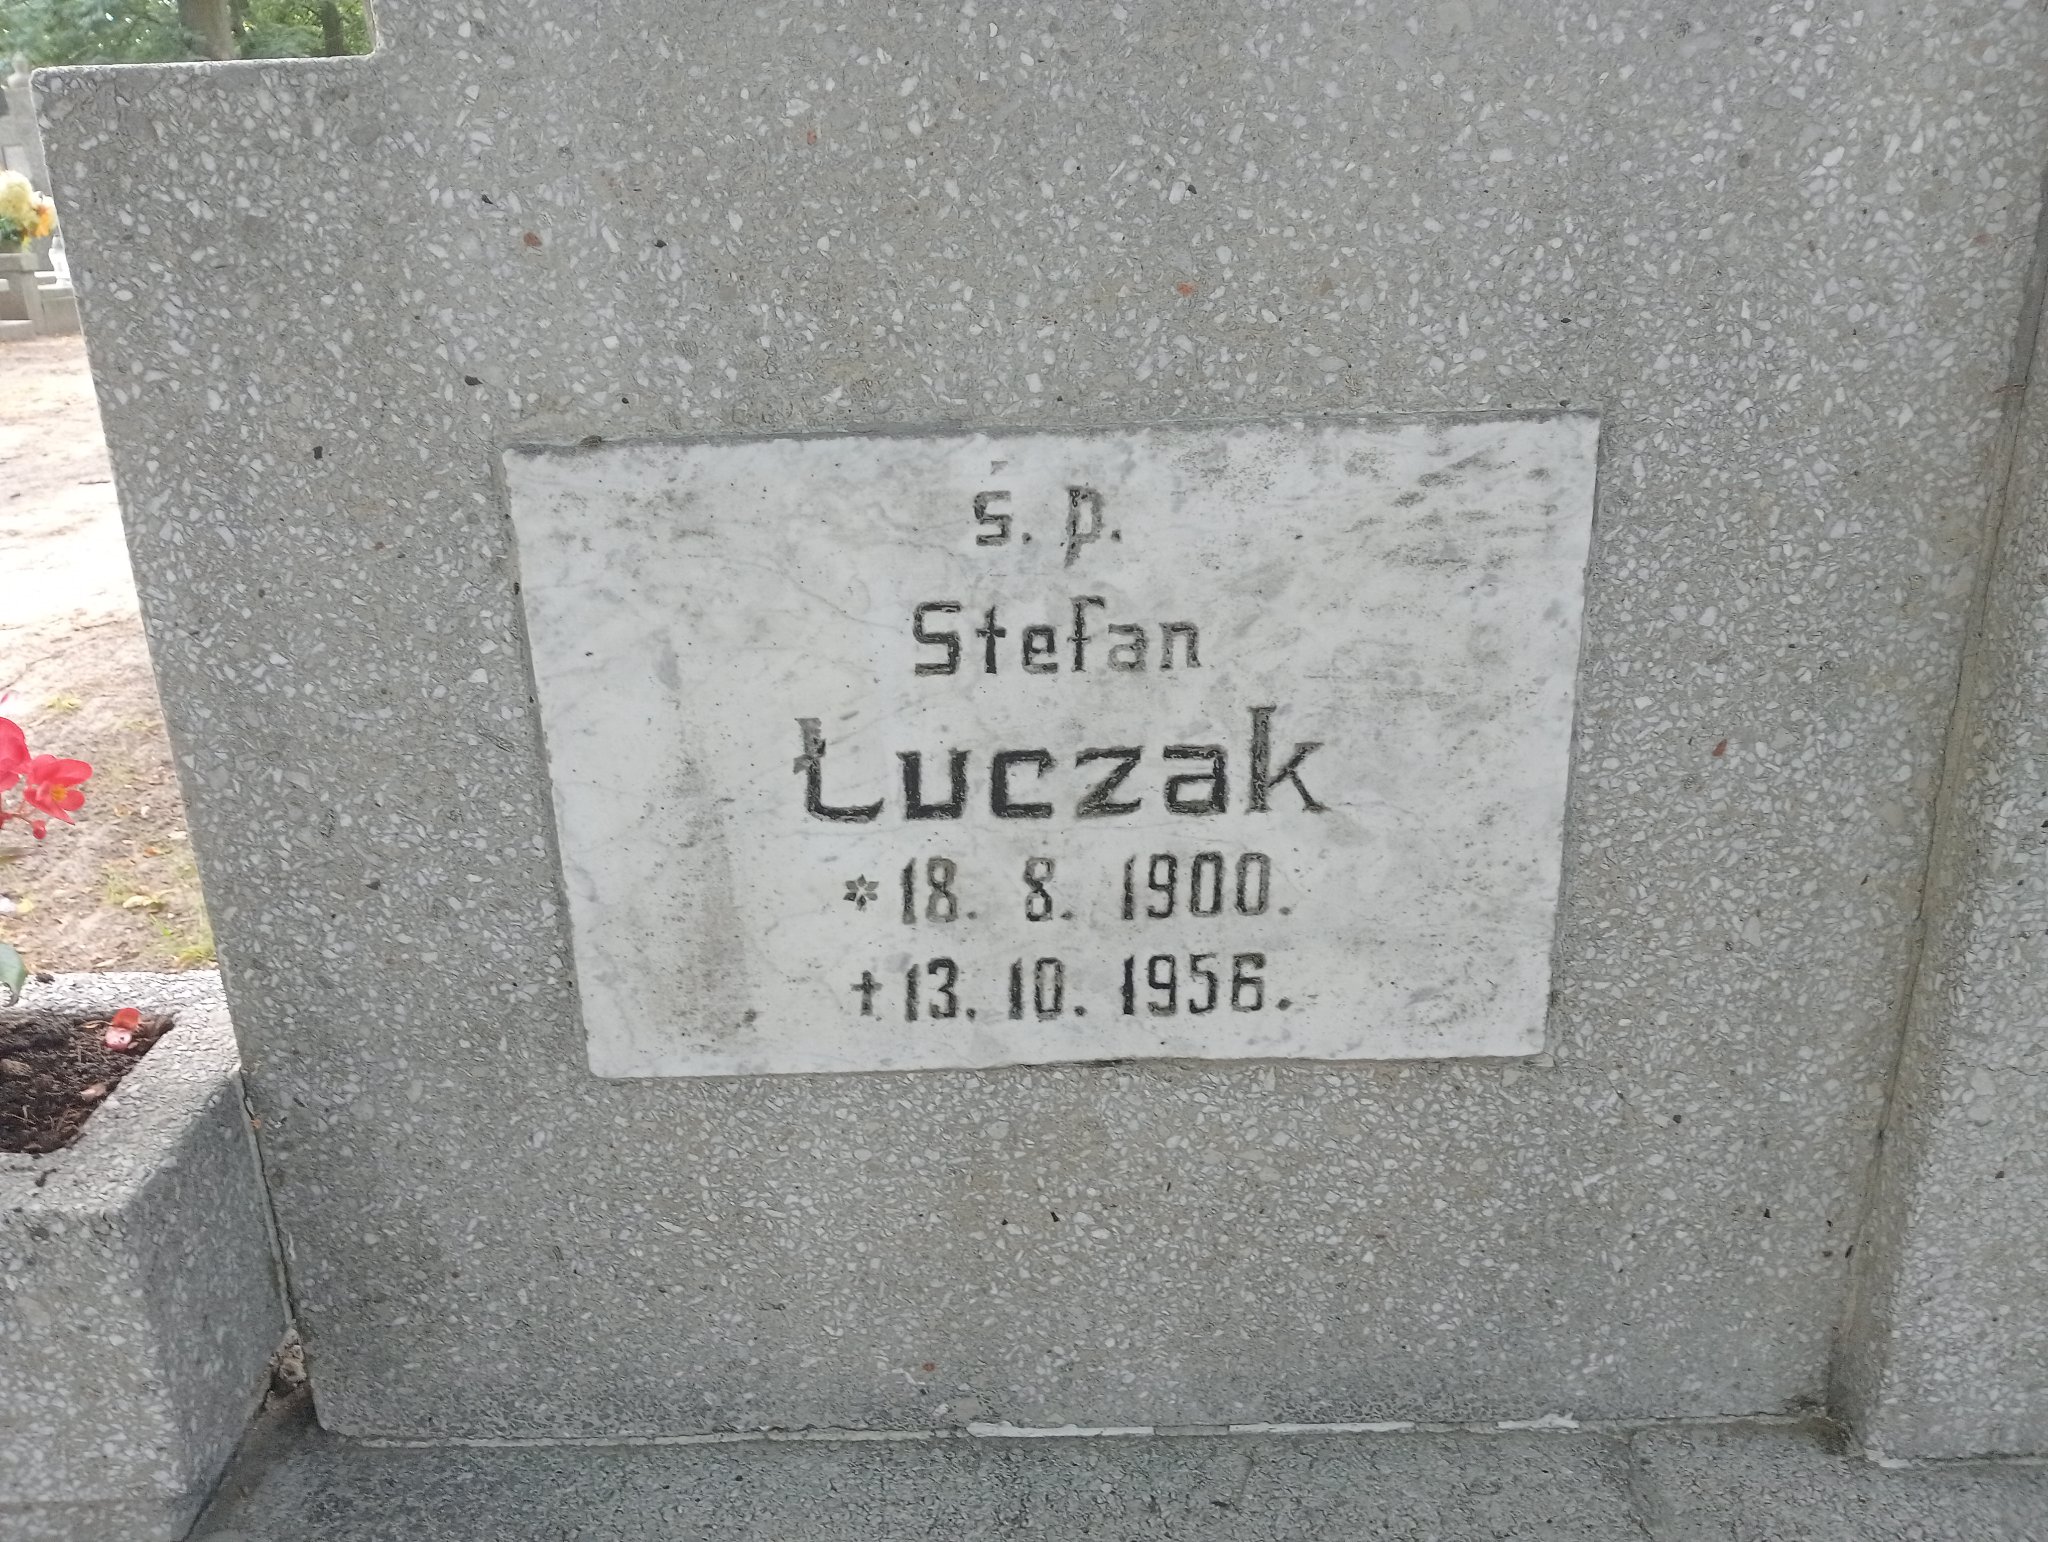 ś. p.
Stefan
Łuczak
* 18. 8. 1900.
+ 13. 10. 1956.